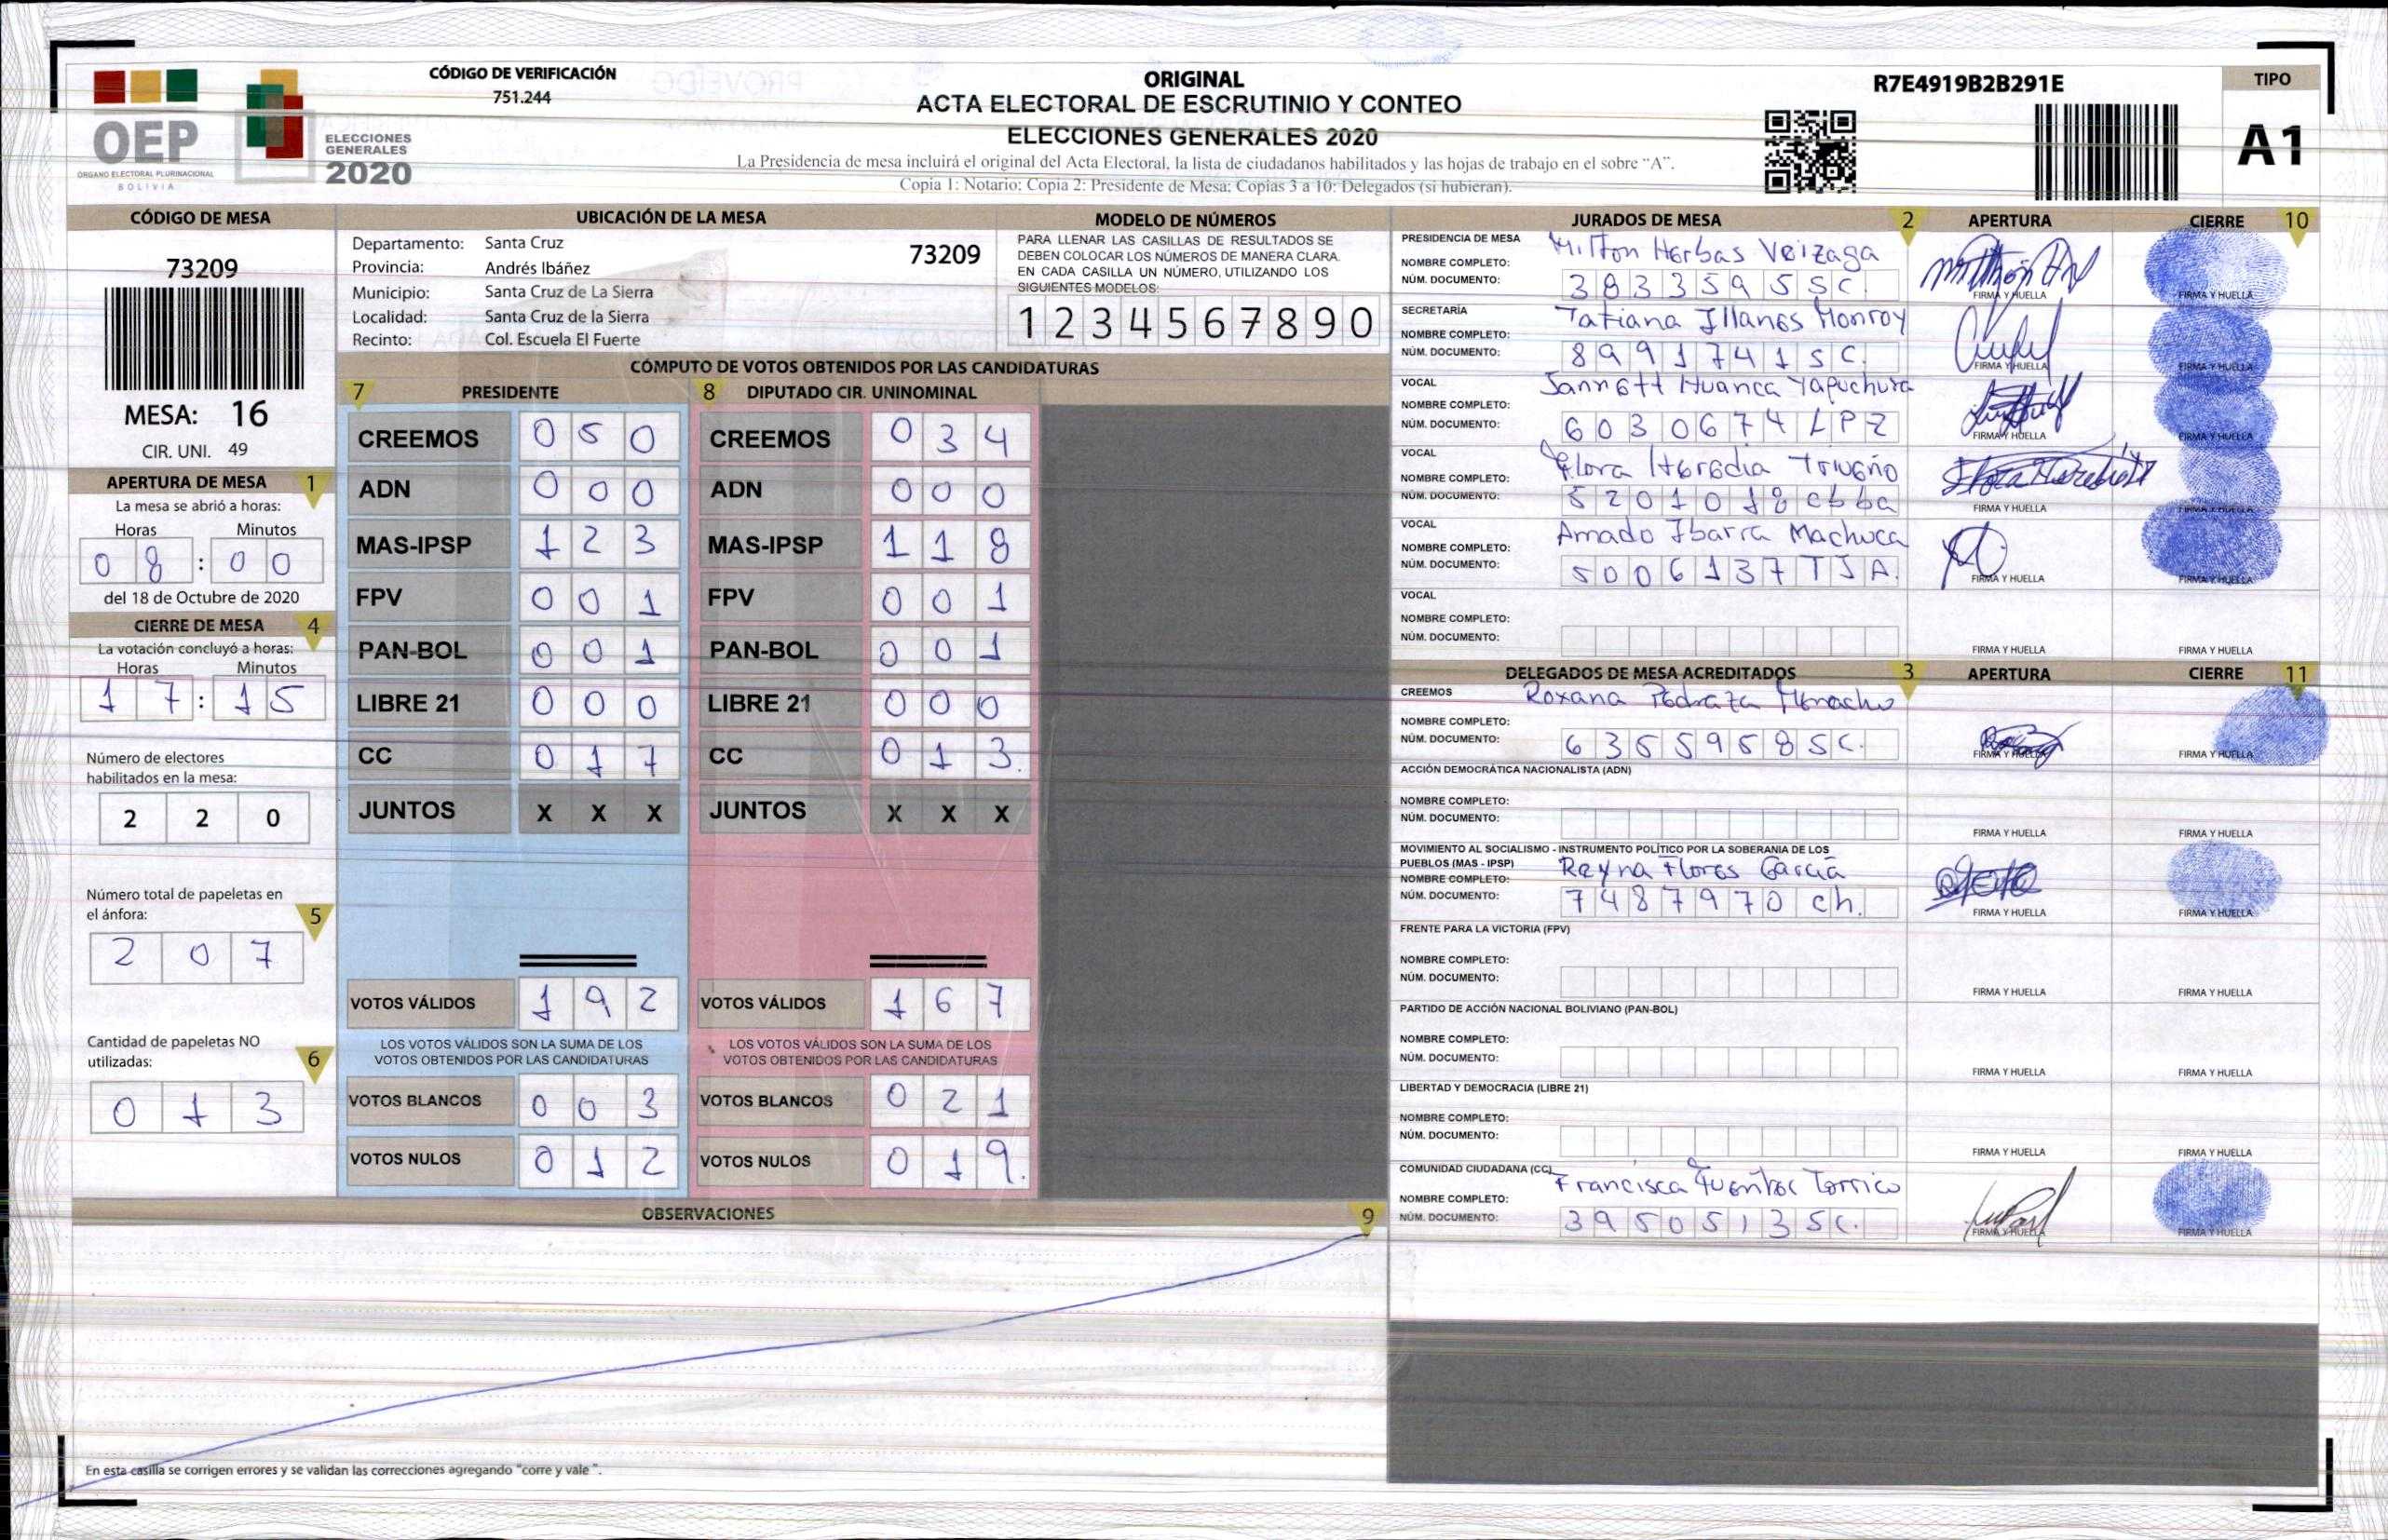 CÓDIGO DE VERIFICACIÓN
751.244
OEP
ÓRGANO ELECTORAL PLURINACIONAL
BOLIVIA
ELECCIONES
GENERALES
2020
ORIGINAL
ACTA ELECTORAL DE ESCRUTINIO Y CONTEO
ELECCIONES GENERALES 2020
La Presidencia de mesa incluirá el original del Acta Electoral, la lista de ciudadanos habilitados y las hojas de trabajo en el sobre "A".
Copia 1: Notario; Copia 2: Presidente de Mesa; Copias 3 a 10: Delegados (si hubieran).
R7E4919B2B291E
TIPO
A1
CÓDIGO DE MESA
73209
MESA: 16
CIR. UNI. 49
APERTURA DE MESA 1
La mesa se abrió a horas:
Horas Minutos
08 : 00
del 18 de Octubre de 2020
CIERRE DE MESA 4
La votación concluyó a horas:
Horas Minutos
17 : 15
Número de electores
habilitados en la mesa:
2 2 0
Número total de papeletas en
el ánfora: 5
2 0 7
Cantidad de papeletas NO
utilizadas: 6
0 1 3
UBICACIÓN DE LA MESA
Departamento: Santa Cruz 73209
Provincia: Andrés Ibáñez
Municipio: Santa Cruz de La Sierra
Localidad: Santa Cruz de la Sierra
Recinto: Col. Escuela El Fuerte
MODELO DE NÚMEROS
PARA LLENAR LAS CASILLAS DE RESULTADOS SE
DEBEN COLOCAR LOS NÚMEROS DE MANERA CLARA.
EN CADA CASILLA UN NÚMERO, UTILIZANDO LOS
SIGUIENTES MODELOS:
1 2 3 4 5 6 7 8 9 0
CÓMPUTO DE VOTOS OBTENIDOS POR LAS CANDIDATURAS
7 PRESIDENTE
CREEMOS 0 5 0
ADN 0 0 0
MAS-IPSP 1 2 3
FPV 0 0 1
PAN-BOL 0 0 1
LIBRE 21 0 0 0
CC 0 1 7
JUNTOS X X X
VOTOS VÁLIDOS 1 9 2
LOS VOTOS VÁLIDOS SON LA SUMA DE LOS
VOTOS OBTENIDOS POR LAS CANDIDATURAS
VOTOS BLANCOS 0 0 3
VOTOS NULOS 0 1 2
8 DIPUTADO CIR. UNINOMINAL
CREEMOS 0 3 4
ADN 0 0 0
MAS-IPSP 1 1 8
FPV 0 0 1
PAN-BOL 0 0 1
LIBRE 21 0 0 0
CC 0 1 3.
JUNTOS X X X
VOTOS VÁLIDOS 1 6 7
LOS VOTOS VÁLIDOS SON LA SUMA DE LOS
VOTOS OBTENIDOS POR LAS CANDIDATURAS
VOTOS BLANCOS 0 2 1
VOTOS NULOS 0 1 9.
OBSERVACIONES 9
En esta casilla se corrigen errores y se validan las correcciones agregando "corre y vale ".
JURADOS DE MESA 2 APERTURA CIERRE 10
PRESIDENCIA DE MESA
NOMBRE COMPLETO: Milton Herbas Veizaga
NÚM. DOCUMENTO: 3833595SC.
FIRMA Y HUELLA FIRMA Y HUELLA
SECRETARÍA
NOMBRE COMPLETO: Tatiana Illanes Monroy
NÚM. DOCUMENTO: 8991741SC.
FIRMA Y HUELLA FIRMA Y HUELLA
VOCAL
NOMBRE COMPLETO: Jannett Huanca Yapuchura
NÚM. DOCUMENTO: 6030674LPZ
FIRMA Y HUELLA FIRMA Y HUELLA
VOCAL
NOMBRE COMPLETO: Flora Heredia Triveño
NÚM. DOCUMENTO: 5201018cbba
FIRMA Y HUELLA FIRMA Y HUELLA
VOCAL
NOMBRE COMPLETO: Amado Ibarra Machuca
NÚM. DOCUMENTO: 5006137TJA.
FIRMA Y HUELLA FIRMA Y HUELLA
VOCAL
NOMBRE COMPLETO:
NÚM. DOCUMENTO:
FIRMA Y HUELLA FIRMA Y HUELLA
DELEGADOS DE MESA ACREDITADOS 3 APERTURA CIERRE 11
CREEMOS
NOMBRE COMPLETO: Roxana Pedraza Menacho
NÚM. DOCUMENTO: 6355958SC.
FIRMA Y HUELLA FIRMA Y HUELLA
ACCIÓN DEMOCRÁTICA NACIONALISTA (ADN)
NOMBRE COMPLETO:
NÚM. DOCUMENTO:
FIRMA Y HUELLA FIRMA Y HUELLA
MOVIMIENTO AL SOCIALISMO - INSTRUMENTO POLÍTICO POR LA SOBERANIA DE LOS
PUEBLOS (MAS - IPSP)
NOMBRE COMPLETO: Reyna Flores García
NÚM. DOCUMENTO: 7487970 ch.
FIRMA Y HUELLA FIRMA Y HUELLA
FRENTE PARA LA VICTORIA (FPV)
NOMBRE COMPLETO:
NÚM. DOCUMENTO:
FIRMA Y HUELLA FIRMA Y HUELLA
PARTIDO DE ACCIÓN NACIONAL BOLIVIANO (PAN-BOL)
NOMBRE COMPLETO:
NÚM. DOCUMENTO:
FIRMA Y HUELLA FIRMA Y HUELLA
LIBERTAD Y DEMOCRACIA (LIBRE 21)
NOMBRE COMPLETO:
NÚM. DOCUMENTO:
FIRMA Y HUELLA FIRMA Y HUELLA
COMUNIDAD CIUDADANA (CC)
NOMBRE COMPLETO: Francisca Fuentes Torrico
NÚM. DOCUMENTO: 3950513SC.
FIRMA Y HUELLA FIRMA Y HUELLA